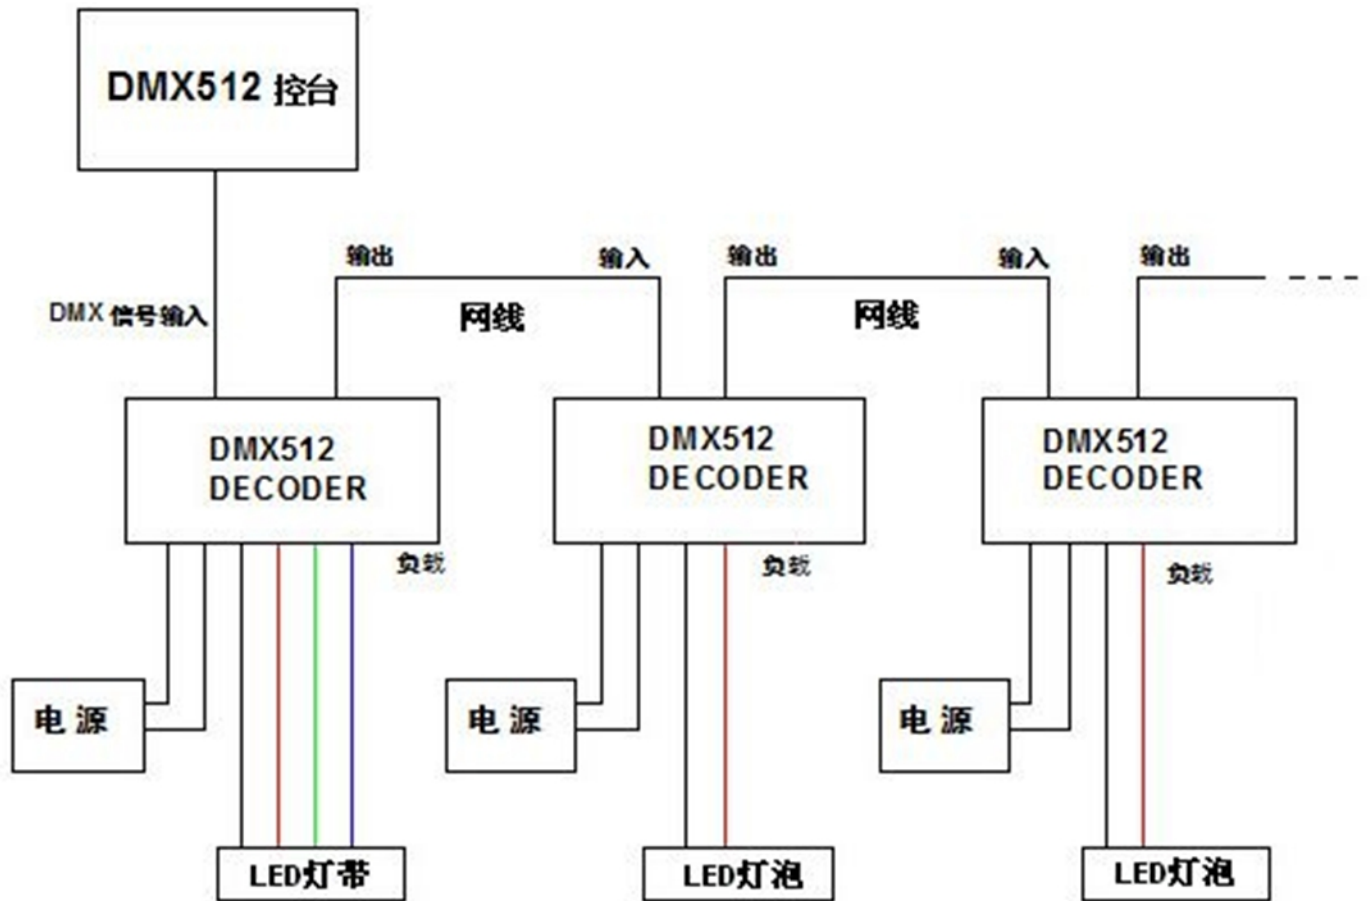 DMX512 控台
输出
输入
输出
输入
输出
DMX 信号输入
网线
网线
DMX512
DECODER
DMX512
DECODER
DMX512
DECODER
负载
负载
负载
电源
电源
电源
LED灯带
LED灯泡
LED灯泡